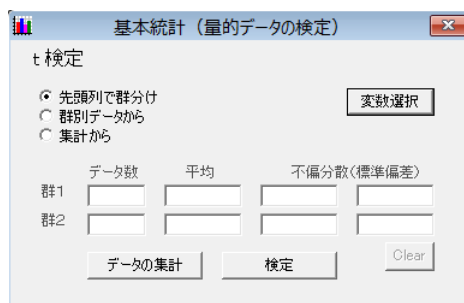 基本統計(量的データの検定)
t検定
先頭列で群分け
変数選択
群別データから
集計から
データ数 平均 不偏分散(標準偏差)
群1
群2
データの集計 検定 Clear